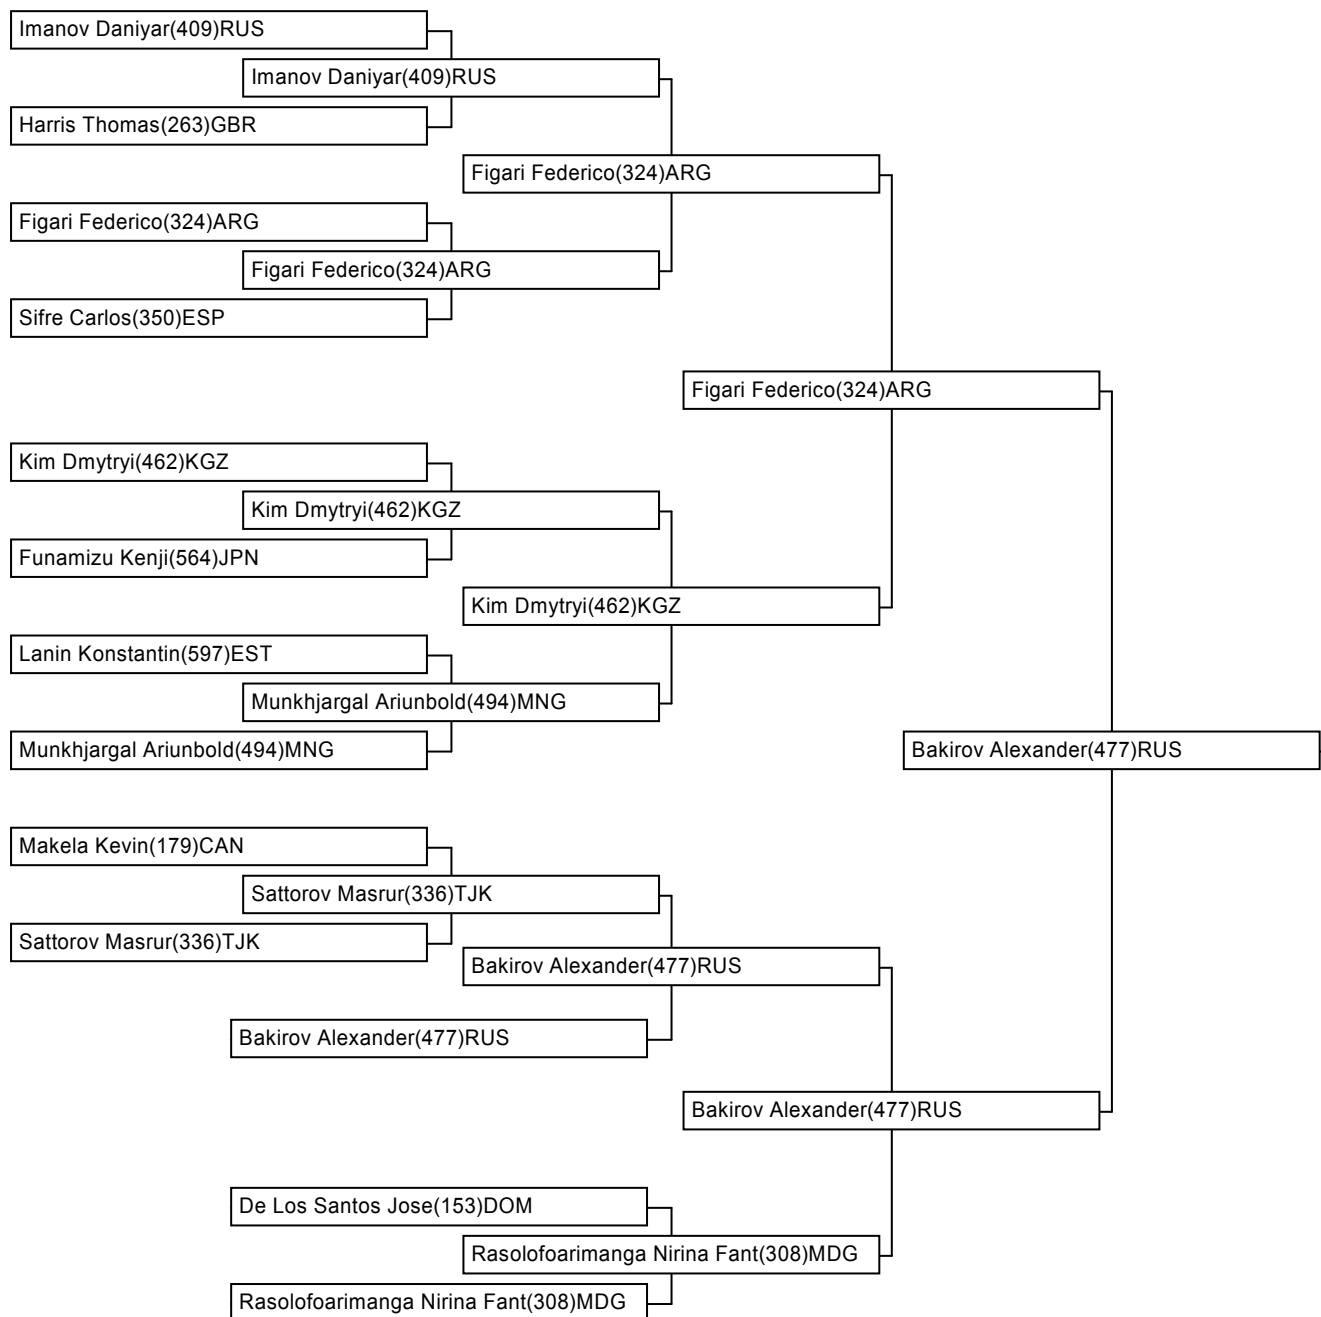 Imanov Daniyar(409)RUS
Imanov Daniyar(409)RUS
Harris Thomas(263)GBR
Figari Federico(324)ARG
Figari Federico(324)ARG
Figari Federico(324)ARG
Sifre Carlos(350)ESP
Figari Federico(324)ARG
Kim Dmytryi(462)KGZ
Kim Dmytryi(462)KGZ
Funamizu Kenji(564)JPN
Kim Dmytryi(462)KGZ
Lanin Konstantin(597)EST
Munkhjargal Ariunbold(494)MNG
Munkhjargal Ariunbold(494)MNG
Bakirov Alexander(477)RUS
Makela Kevin(179)CAN
Sattorov Masrur(336)TJK
Sattorov Masrur(336)TJK
Bakirov Alexander(477)RUS
Bakirov Alexander(477)RUS
Bakirov Alexander(477)RUS
De Los Santos Jose(153)DOM
Rasolofoarimanga Nirina Fant(308)MDG
Rasolofoarimanga Nirina Fant(308)MDG